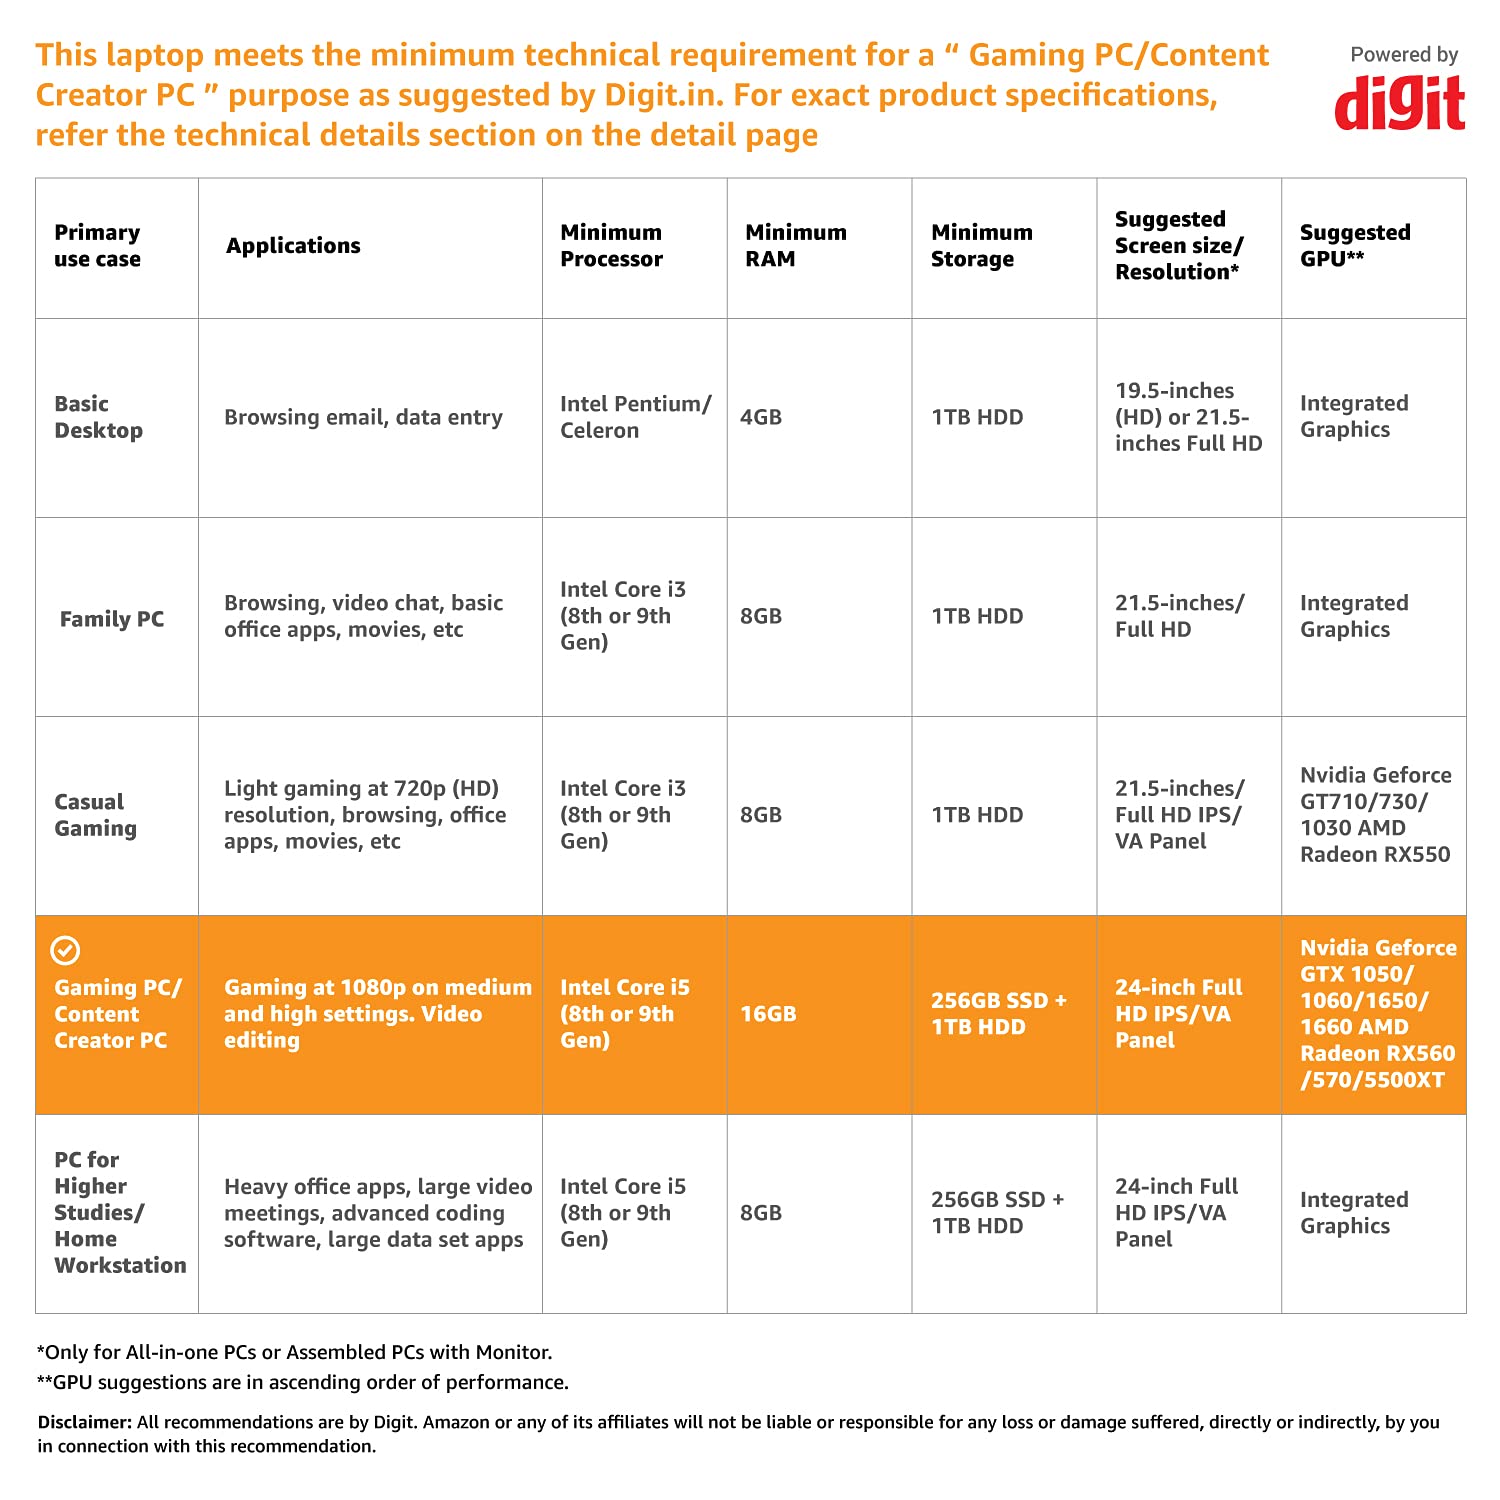 This laptop meets the minimum technical requirement for a “ Gaming PC/Content
Creator PC ” purpose as suggested by Digit.in. For exact product specifications,
refer the technical details section on the detail page
Powered by
digit
Primary
use case
Applications
Minimum
Processor
Minimum
RAM
Minimum
Storage
Suggested
Screen size/
Resolution*
Suggested
GPU**
Basic
Desktop
Browsing email, data entry
Intel Pentium/
Celeron
4GB
1TB HDD
19.5-inches
(HD) or 21.5-
inches Full HD
Integrated
Graphics
Family PC
Browsing, video chat, basic
office apps, movies, etc
Intel Core i3
(8th or 9th
Gen)
8GB
1TB HDD
21.5-inches/
Full HD
Integrated
Graphics
Casual
Gaming
Light gaming at 720p (HD)
resolution, browsing, office
apps, movies, etc
Intel Core i3
(8th or 9th
Gen)
8GB
1TB HDD
21.5-inches/
Full HD IPS/
VA Panel
Nvidia Geforce
GT710/730/
1030 AMD
Radeon RX550
Gaming PC/
Content
Creator PC
Gaming at 1080p on medium
and high settings. Video
editing
Intel Core i5
(8th or 9th
Gen)
16GB
256GB SSD +
1TB HDD
24-inch Full
HD IPS/VA
Panel
Nvidia Geforce
GTX 1050/
1060/1650/
1660 AMD
Radeon RX560
/570/5500XT
PC for
Higher
Studies/
Home
Workstation
Heavy office apps, large video
meetings, advanced coding
software, large data set apps
Intel Core i5
(8th or 9th
Gen)
8GB
256GB SSD +
1TB HDD
24-inch Full
HD IPS/VA
Panel
Integrated
Graphics
*Only for All-in-one PCs or Assembled PCs with Monitor.
**GPU suggestions are in ascending order of performance.
Disclaimer: All recommendations are by Digit. Amazon or any of its affiliates will not be liable or responsible for any loss or damage suffered, directly or indirectly, by you
in connection with this recommendation.